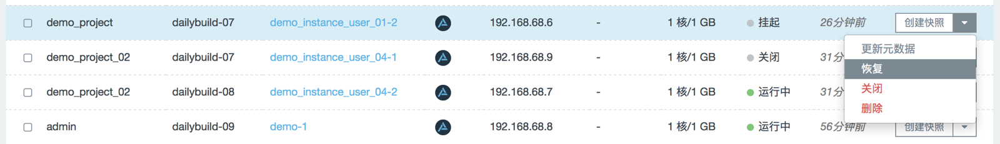 demo_project dailybuild-07 demo_instance_user_01-2 192.168.68.6 - 1 核/1 GB 挂起 26分钟前 创建快照
更新元数据
demo_project_02 dailybuild-07 demo_instance_user_04-1 192.168.68.9 - 1 核/1 GB 关闭 31分
恢复
关闭
demo_project_02 dailybuild-08 demo_instance_user_04-2 192.168.68.7 - 1 核/1 GB 运行中 31分
删除
admin dailybuild-09 demo-1 192.168.68.8 - 1 核/1 GB 运行中 56分钟前 创建快照